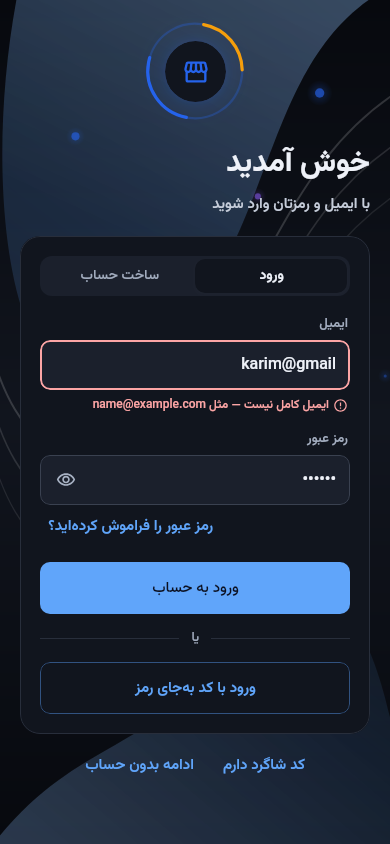 خوش آمدید
با ایمیل و رمزتان وارد شوید
ورود
ساخت حساب
ایمیل
karim@gmail
ایمیل کامل نیست — مثل name@example.com
رمز عبور
••••••
رمز عبور را فراموش کرده‌اید؟
ورود به حساب
یا
ورود با کد به‌جای رمز
کد شاگرد دارم
ادامه بدون حساب